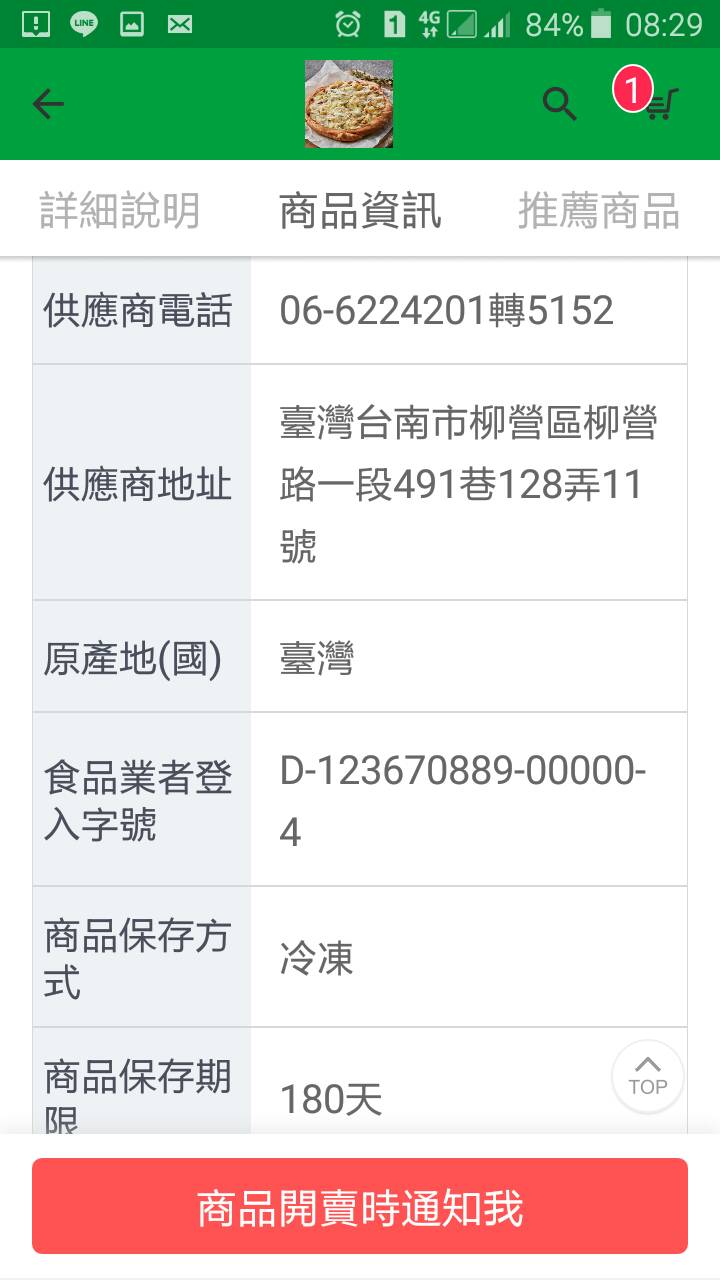 LINE
1
4G
84%
08:29
1
詳細說明
商品資訊
推薦商品
供應商電話
06-6224201轉5152
供應商地址
臺灣台南市柳營區柳營
路一段491巷128弄11
號
原產地(國)
臺灣
食品業者登
入字號
D-123670889-00000-
4
商品保存方
式
冷凍
商品保存期
限
180天
TOP
商品開賣時通知我